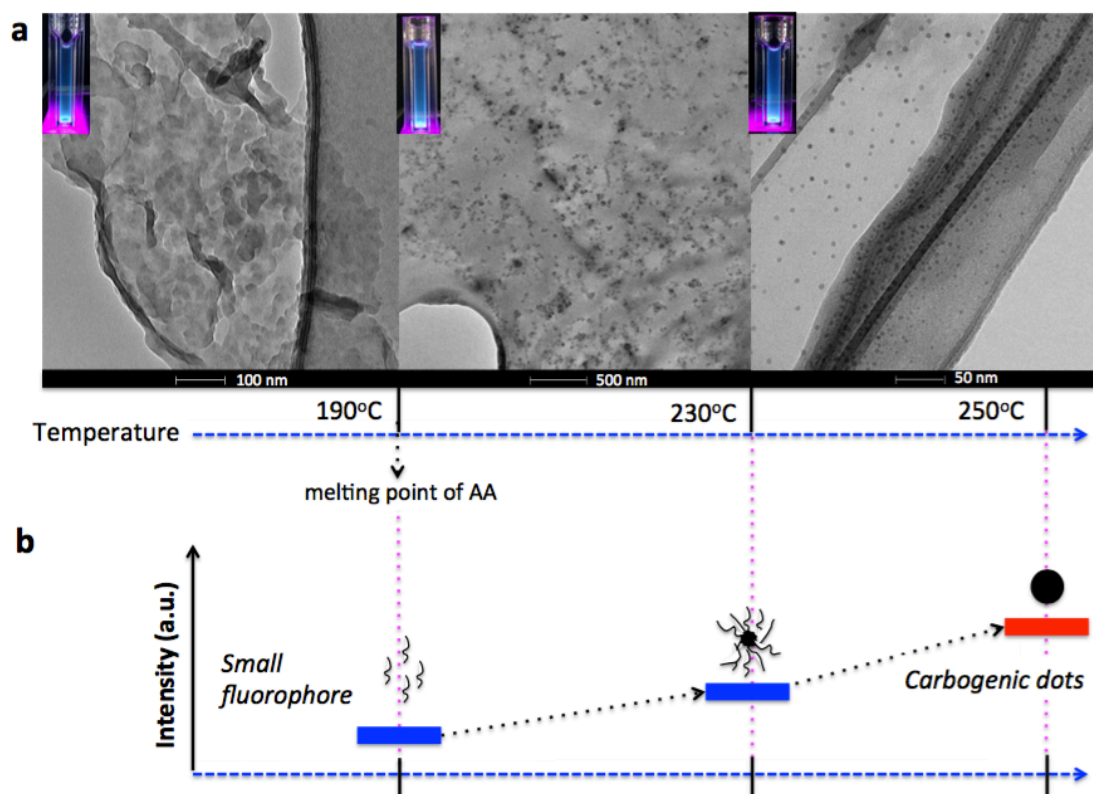 a
100 nm
500 nm
50 nm
190°C
230°C
250°C
Temperature
melting point of AA
b
Intensity (a.u.)
Small
fluorophore
Carbogenic dots